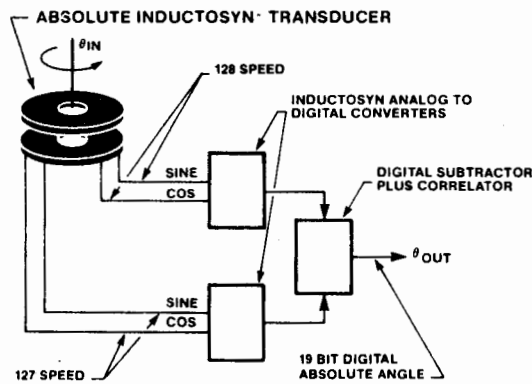 ABSOLUTE INDUCTOSYN· TRANSDUCER
θIN
128 SPEED
INDUCTOSYN ANALOG TO
DIGITAL CONVERTERS
SINE
COS
DIGITAL SUBTRACTOR
PLUS CORRELATOR
θOUT
SINE
COS
127 SPEED
19 BIT DIGITAL
ABSOLUTE ANGLE